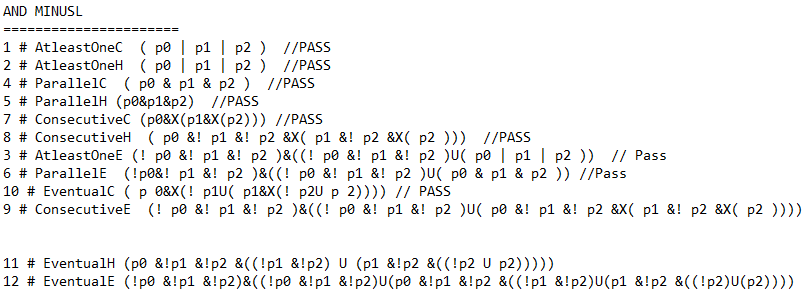 AND MINUSL
======================
1 # AtleastOneC  ( p0 | p1 | p2 )  //PASS
2 # AtleastOneH  ( p0 | p1 | p2 )  //PASS
4 # ParallelC  ( p0 & p1 & p2 )  //PASS
5 # ParallelH (p0&p1&p2)  //PASS
7 # ConsecutiveC (p0&X(p1&X(p2))) //PASS
8 # ConsecutiveH  ( p0 &! p1 &! p2 &X( p1 &! p2 &X( p2 )))  //PASS
3 # AtleastOneE (! p0 &! p1 &! p2 )&((! p0 &! p1 &! p2 )U( p0 | p1 | p2 ))  // Pass
6 # ParallelE  (!p0&! p1 &! p2 )&((! p0 &! p1 &! p2 )U( p0 & p1 & p2 )) //Pass
10 # EventualC ( p 0&X(! p1U( p1&X(! p2U p 2)))) // PASS
9 # ConsecutiveE  (! p0 &! p1 &! p2 )&((! p0 &! p1 &! p2 )U( p0 &! p1 &! p2 &X( p1 &! p2 &X( p2 ))))
11 # EventualH (p0 &!p1 &!p2 &((!p1 &!p2) U (p1 &!p2 &((!p2 U p2)))))
12 # EventualE (!p0 &!p1 &!p2)&((!p0 &!p1 &!p2)U(p0 &!p1 &!p2 &((!p1 &!p2)U(p1 &!p2 &((!p2)U(p2))))